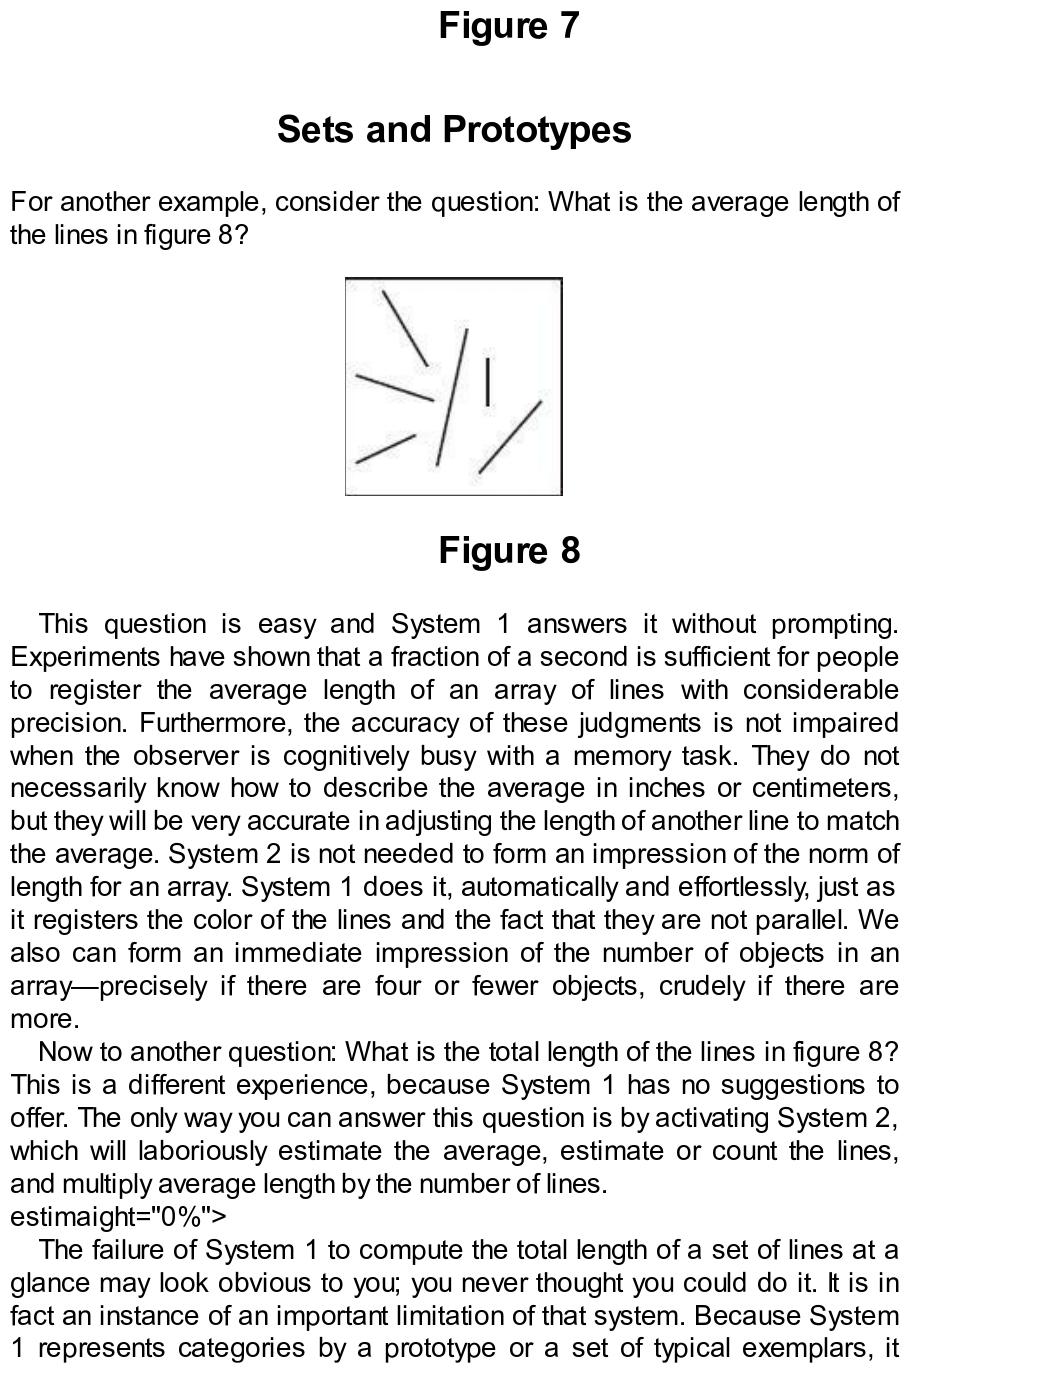 Figure 7
Sets and Prototypes
For another example, consider the question: What is the average length of
the lines in figure 8?
Figure 8
This question is easy and System 1 answers it without prompting.
Experiments have shown that a fraction of a second is sufficient for people
to register the average length of an array of lines with considerable
precision. Furthermore, the accuracy of these judgments is not impaired
when the observer is cognitively busy with a memory task. They do not
necessarily know how to describe the average in inches or centimeters,
but they will be very accurate in adjusting the length of another line to match
the average. System 2 is not needed to form an impression of the norm of
length for an array. System 1 does it, automatically and effortlessly, just as
it registers the color of the lines and the fact that they are not parallel. We
also can form an immediate impression of the number of objects in an
array—precisely if there are four or fewer objects, crudely if there are
more.
Now to another question: What is the total length of the lines in figure 8?
This is a different experience, because System 1 has no suggestions to
offer. The only way you can answer this question is by activating System 2,
which will laboriously estimate the average, estimate or count the lines,
and multiply average length by the number of lines.
estimaight="0%">
The failure of System 1 to compute the total length of a set of lines at a
glance may look obvious to you; you never thought you could do it. It is in
fact an instance of an important limitation of that system. Because System
1 represents categories by a prototype or a set of typical exemplars, it